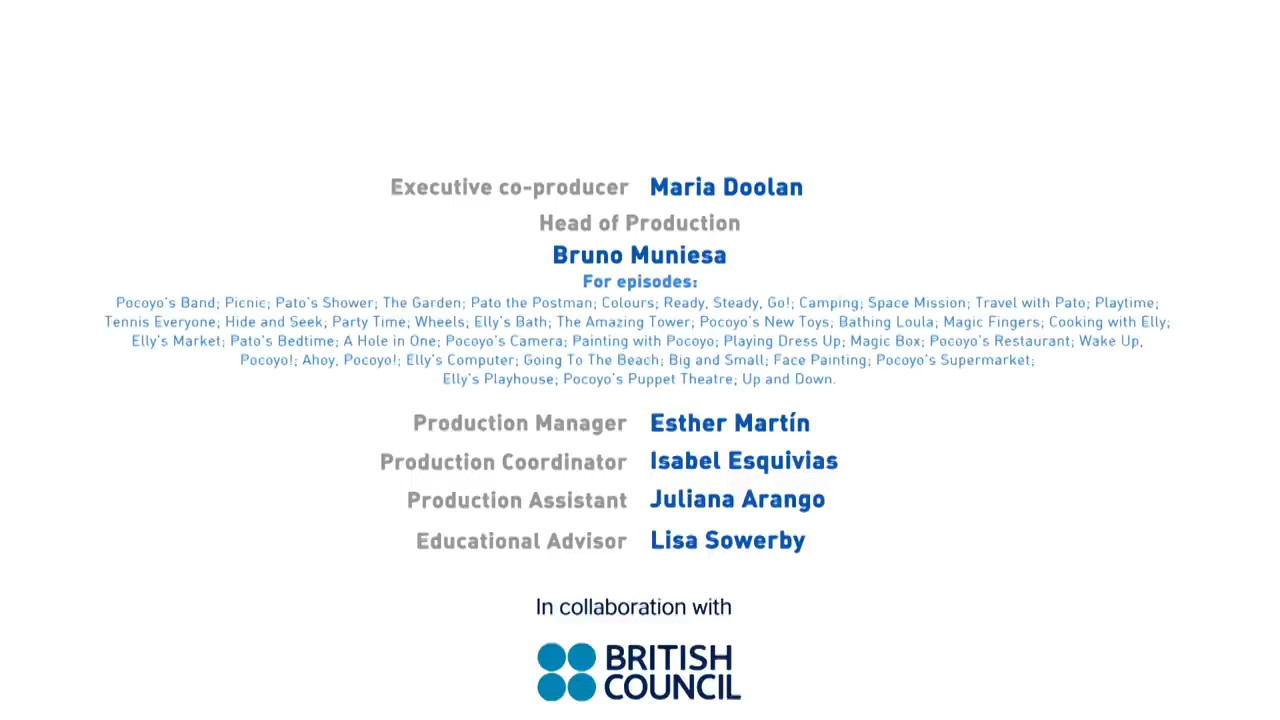 Executive co-producer Maria Doolan
Head of Production
Bruno Muniesa
For episodes:
Pocoyo's Band; Picnic; Pato's Shower; The Garden; Pato the Postman; Colours; Ready, Steady, Go!; Camping; Space Mission; Travel with Pato; Playtime;
Tennis Everyone; Hide and Seek; Party Time; Wheels; Elly's Bath; The Amazing Tower; Pocoyo's New Toys; Bathing Loula; Magic Fingers; Cooking with Elly;
Elly's Market; Pato's Bedtime; A Hole in One; Pocoyo's Camera; Painting with Pocoyo; Playing Dress Up; Magic Box; Pocoyo's Restaurant; Wake Up,
Pocoyo!; Ahoy, Pocoyo!; Elly's Computer; Going To The Beach; Big and Small; Face Painting; Pocoyo's Supermarket;
Elly's Playhouse; Pocoyo's Puppet Theatre; Up and Down.
Production Manager Esther Martín
Production Coordinator Isabel Esquivias
Production Assistant Juliana Arango
Educational Advisor Lisa Sowerby
In collaboration with
BRITISH
COUNCIL